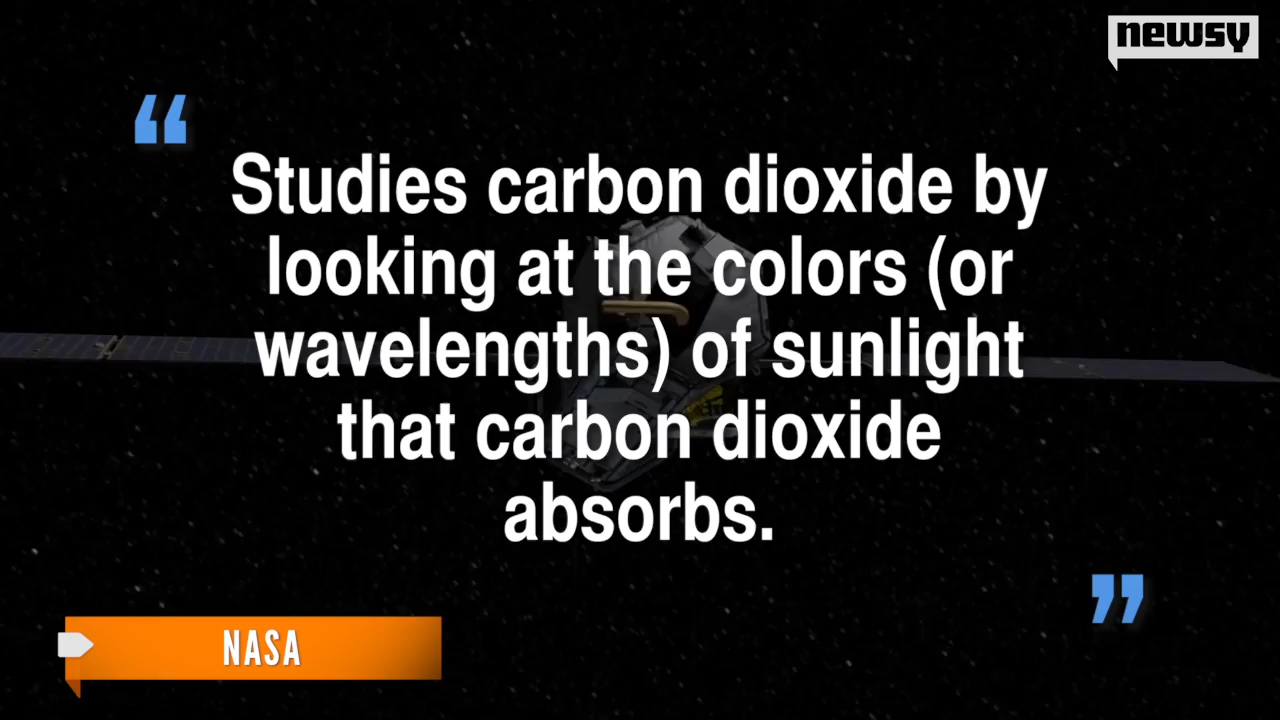 newsy
“
Studies carbon dioxide by
looking at the colors (or
wavelengths) of sunlight
that carbon dioxide
absorbs.
”
NASA